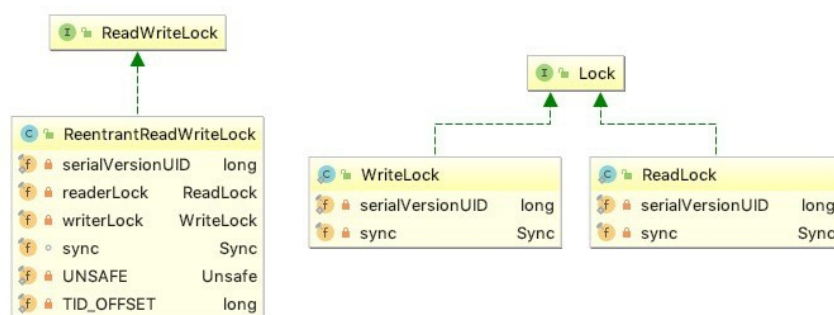 ReadWriteLock
ReentrantReadWriteLock
serialVersionUID long
readerLock ReadLock
writerLock WriteLock
sync Sync
UNSAFE Unsafe
TID_OFFSET long
Lock
WriteLock
serialVersionUID long
sync Sync
ReadLock
serialVersionUID long
sync Sync